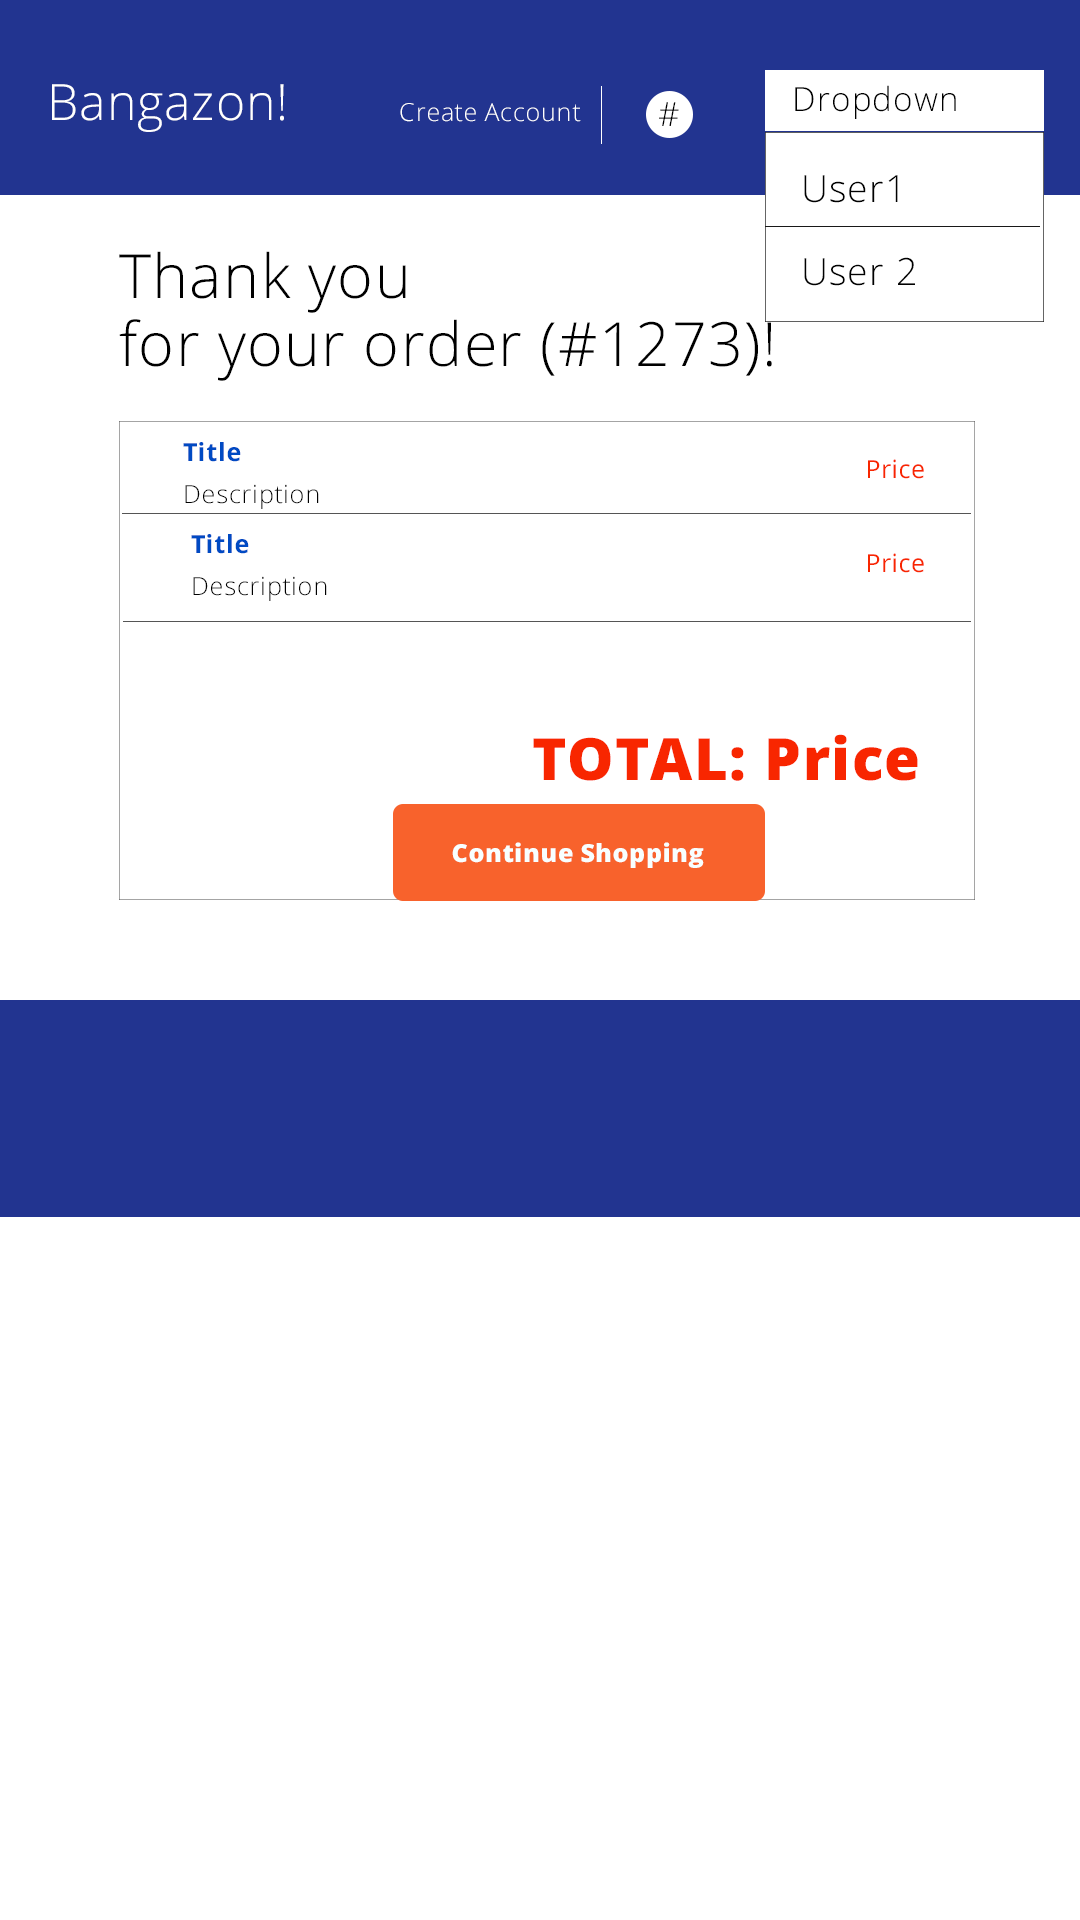 Bangazon!
Create Account
#
Dropdown
User1
User 2
Thank you
for your order (#1273)!
Title
Description
Price
Title
Description
Price
TOTAL: Price
Continue Shopping